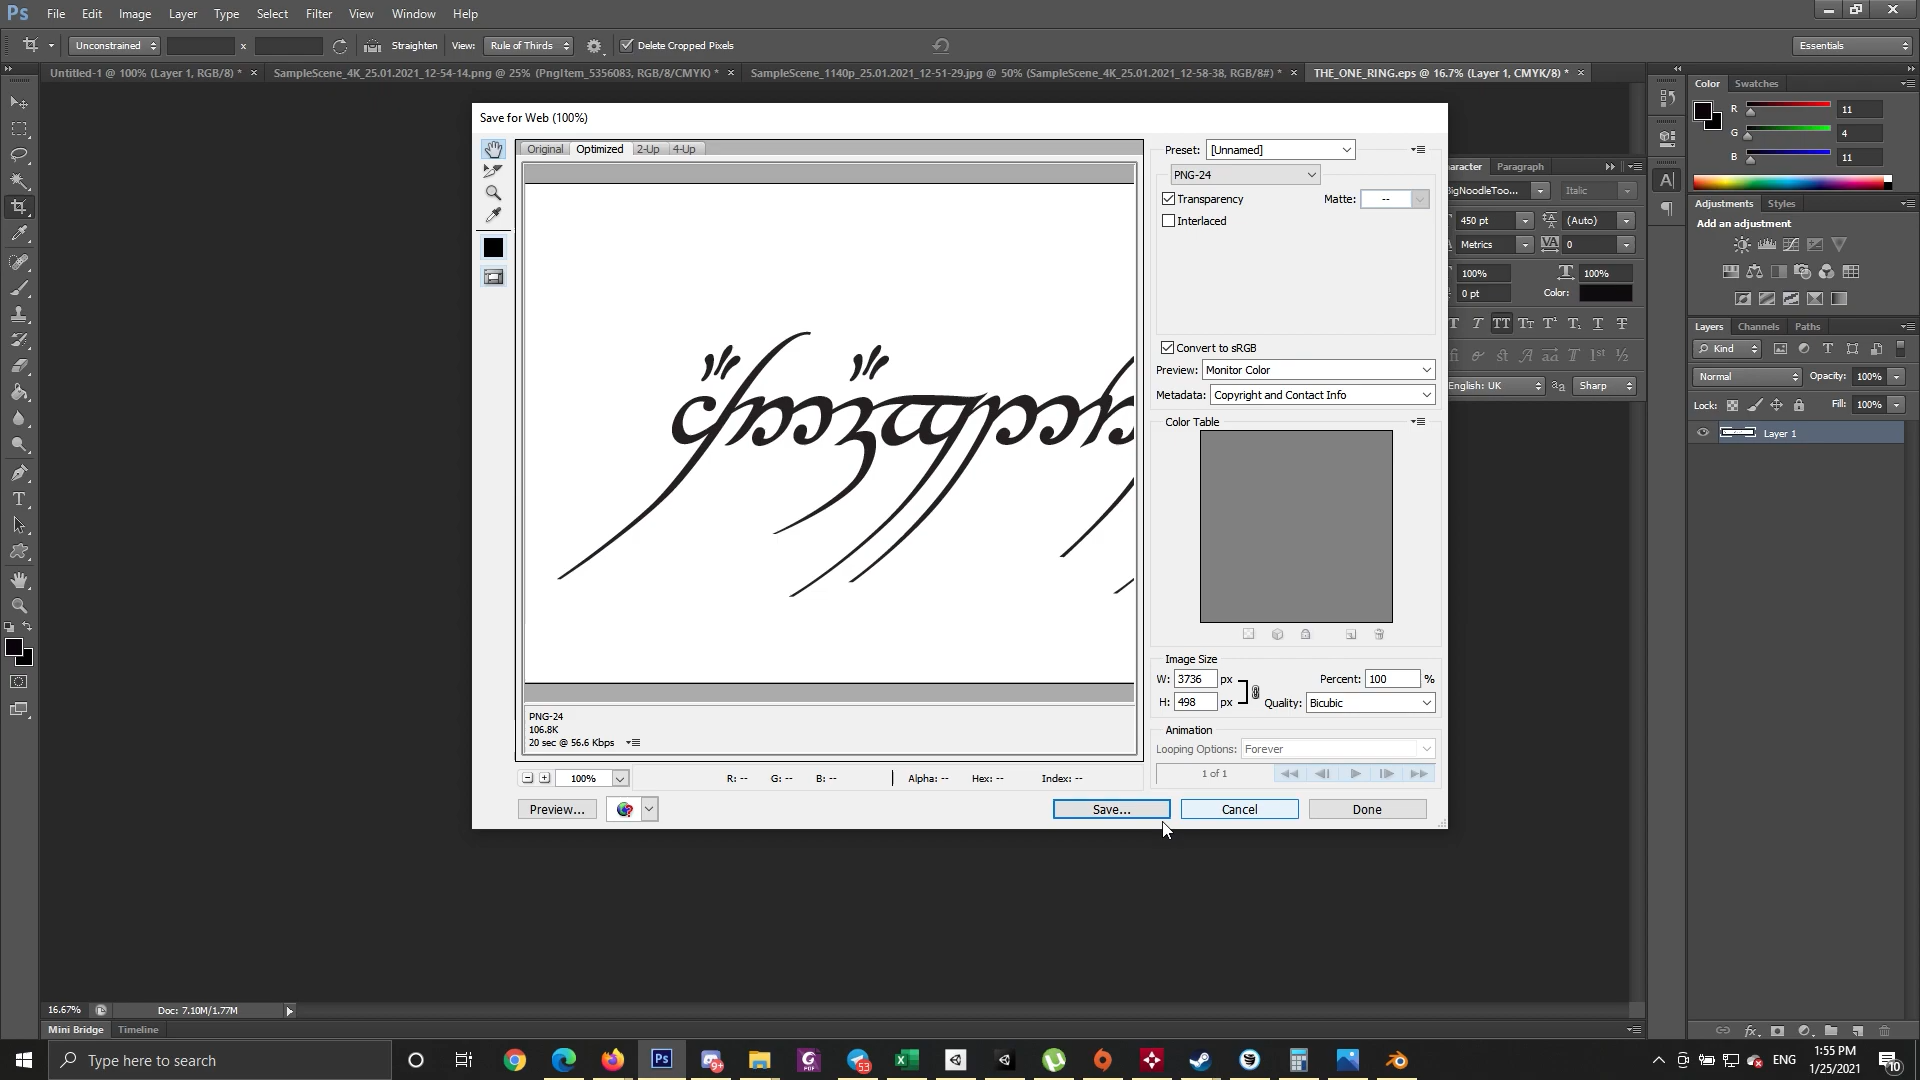 Ps File Edit Image Layer Type Select Filter View Window Help
Unconstrained x Straighten View: Rule of Thirds Delete Cropped Pixels Essentials
Untitled-1 @ 100% (Layer 1, RGB/8) * SampleScene_4K_25.01.2021_12-54-14.png @ 25% (PngItem_5356083, RGB/8/CMYK) * SampleScene_1140p_25.01.2021_12-51-29.jpg @ 50% (SampleScene_4K_25.01.2021_12-58-38, RGB/8#) * THE_ONE_RING.eps @ 16.7% (Layer 1, CMYK/8) *
Save for Web (100%)
Original Optimized 2-Up 4-Up
Preset: [Unnamed]
PNG-24
Transparency Matte: --
Interlaced
Convert to sRGB
Preview: Monitor Color
Metadata: Copyright and Contact Info
Color Table
Image Size
W: 3736 px Percent: 100 %
H: 498 px Quality: Bicubic
Animation
Looping Options: Forever
1 of 1
PNG-24
106.8K
20 sec @ 56.6 Kbps
100% R: -- G: -- B: -- Alpha: -- Hex: -- Index: --
Preview... Save... Cancel Done
Color Swatches
R 11
G 4
B 11
aracter Paragraph
BigNoodleToo... Italic
450 pt (Auto)
Metrics 0
100% 100%
0 pt Color:
English: UK Sharp
Adjustments Styles
Add an adjustment
Layers Channels Paths
Kind
Normal Opacity: 100%
Lock: Fill: 100%
Layer 1
16.67% Doc: 7.10M/1.77M
Mini Bridge Timeline
Type here to search
ENG 1:55 PM
1/25/2021